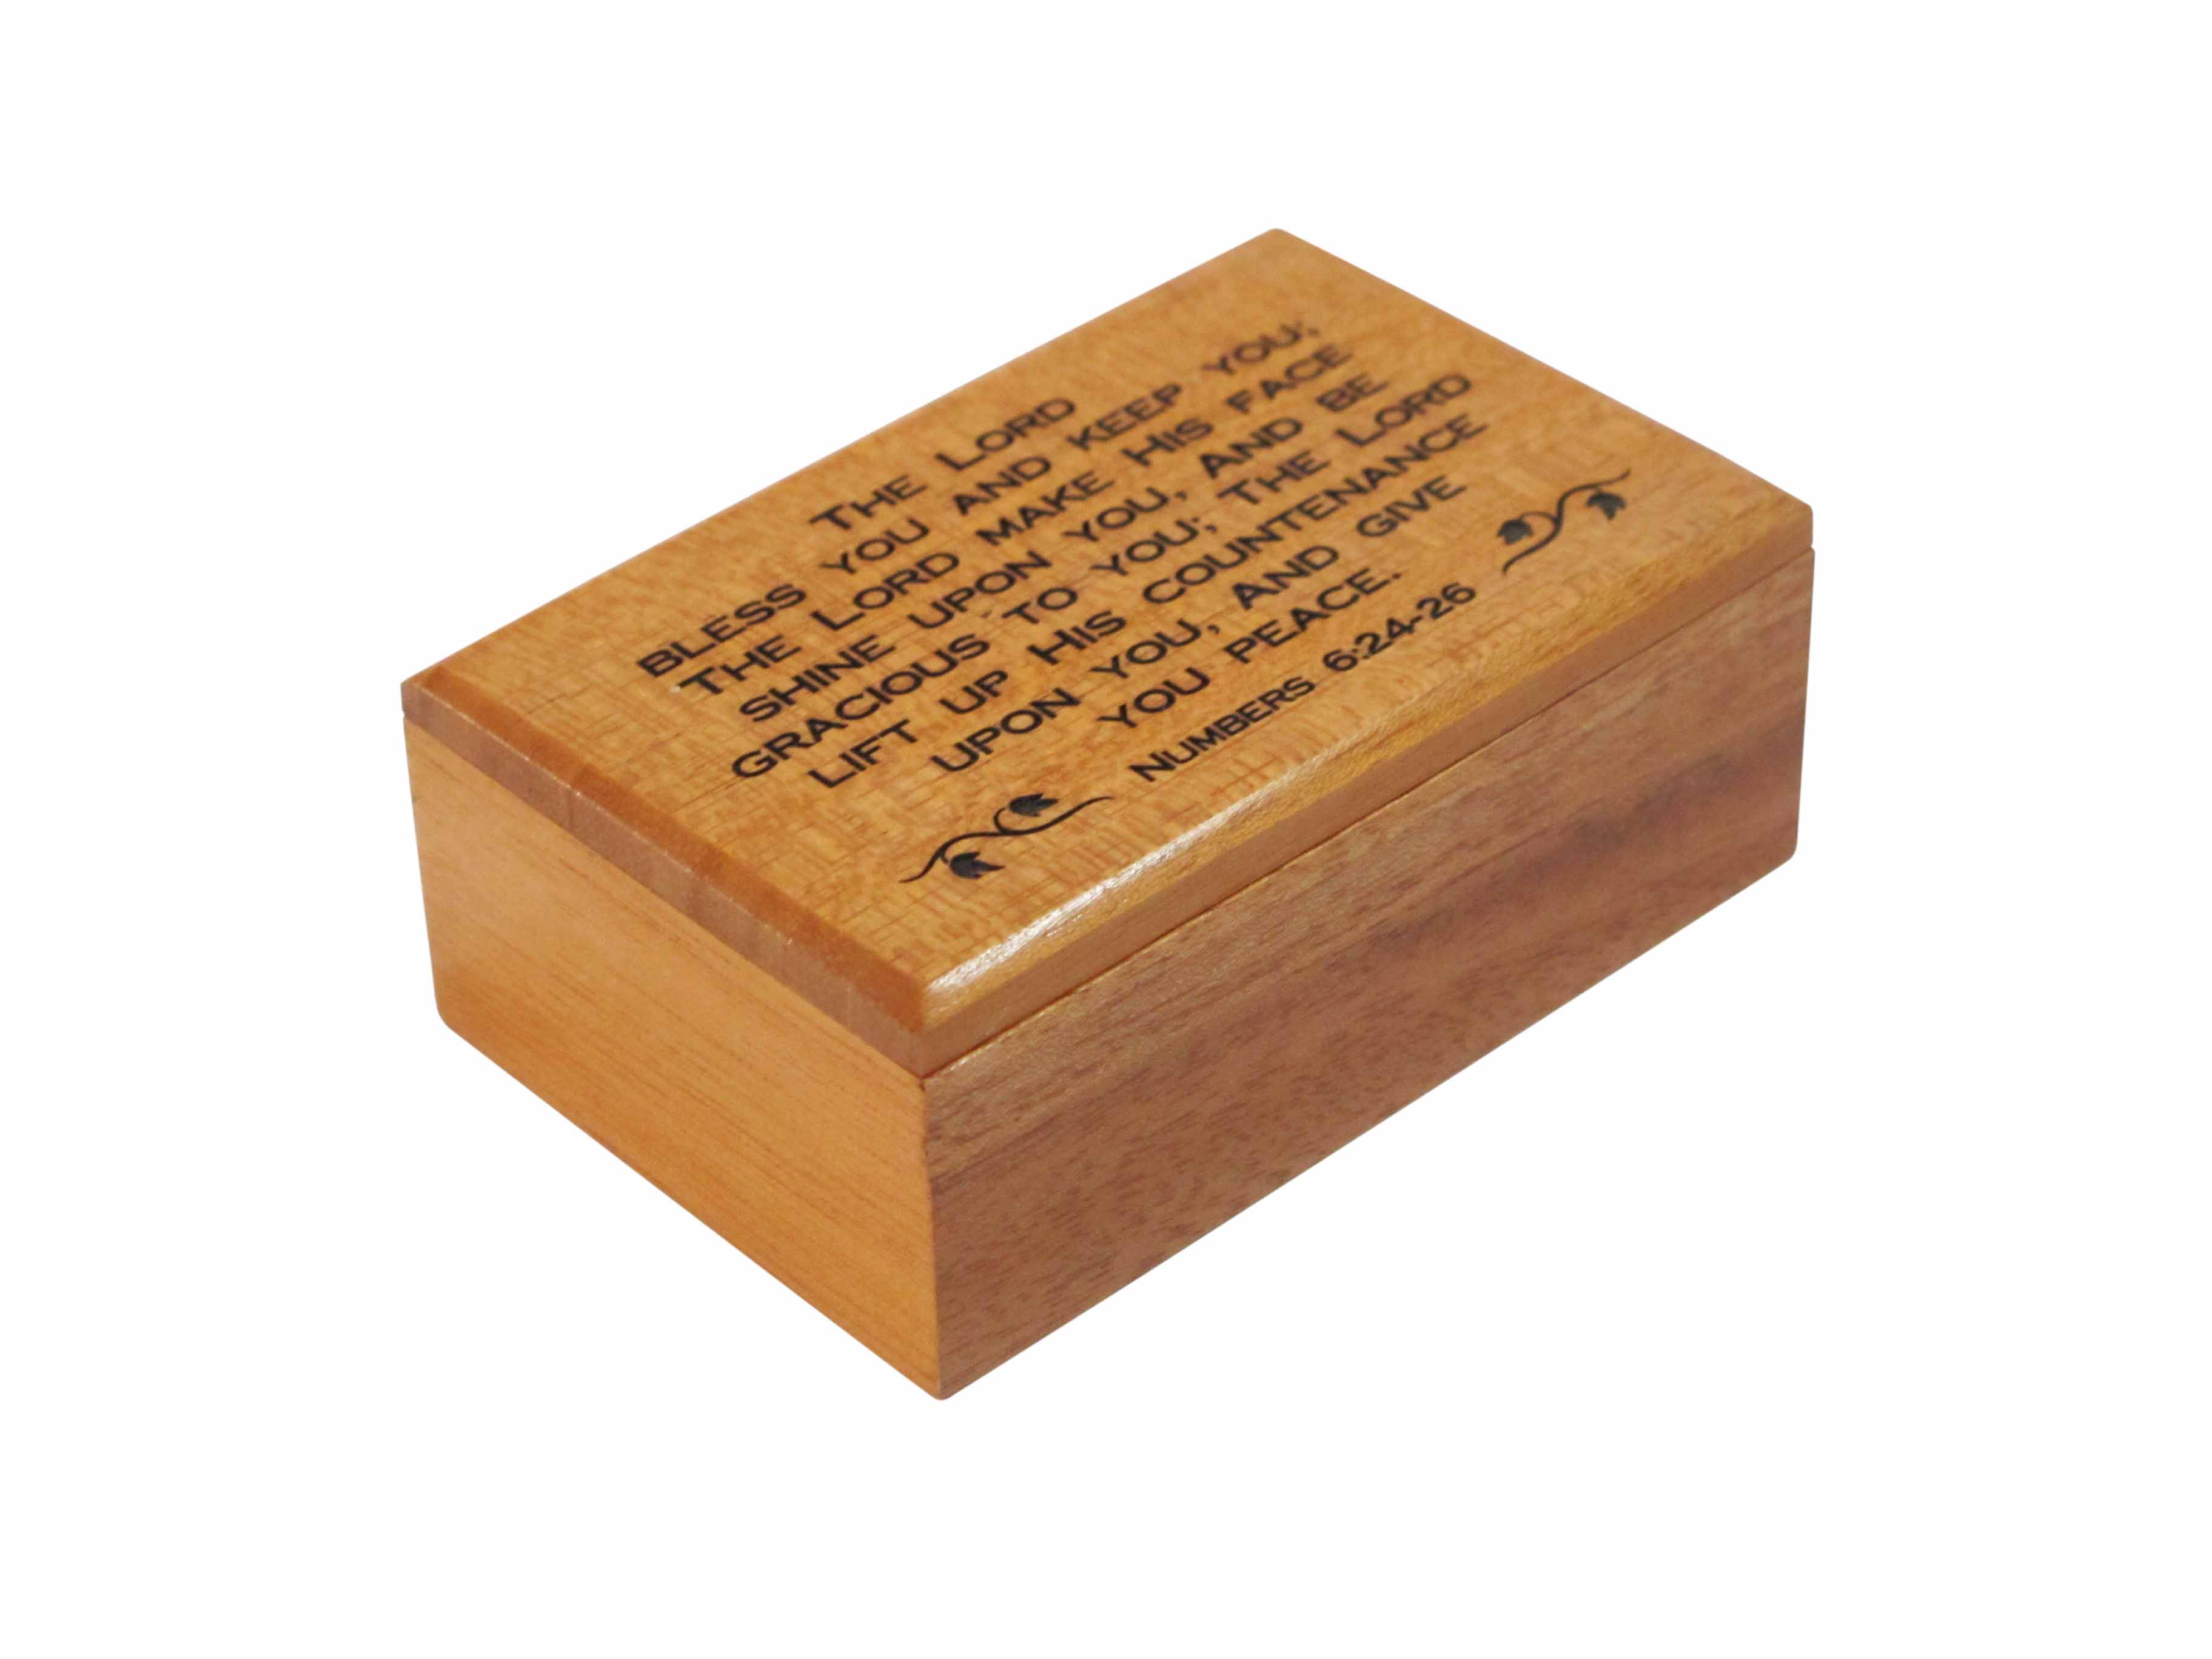 The Lord
bless you and keep you;
The Lord make His face
shine upon you, and be
gracious to you; The Lord
lift up His countenance
upon you, and give
you peace.
Numbers 6:24-26